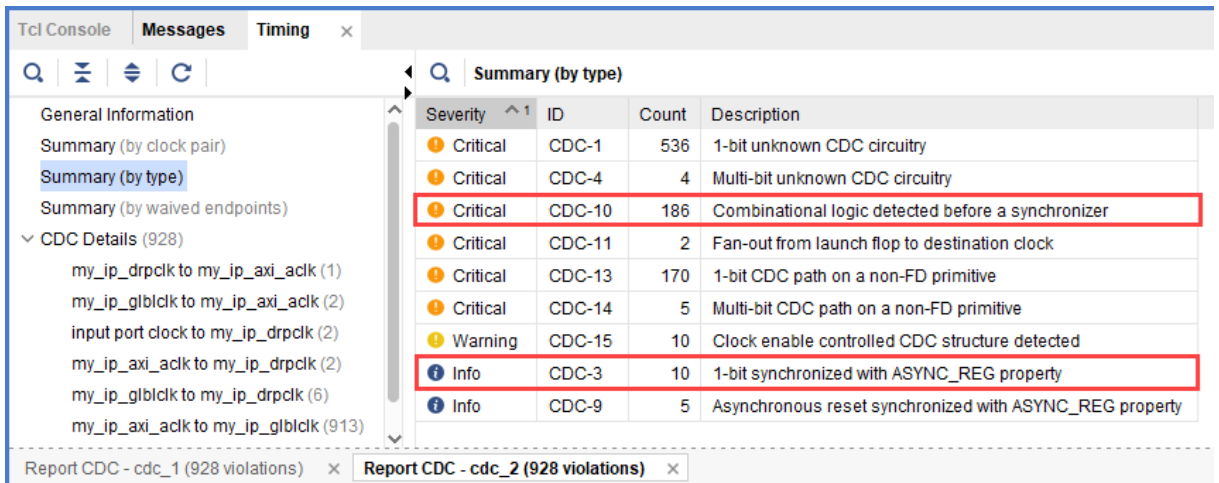 Tcl Console Messages Timing ×
Summary (by type)
General Information
Summary (by clock pair)
Summary (by type)
Summary (by waived endpoints)
CDC Details (928)
my_ip_drpclk to my_ip_axi_aclk (1)
my_ip_glblclk to my_ip_axi_aclk (2)
input port clock to my_ip_drpclk (2)
my_ip_axi_aclk to my_ip_drpclk (2)
my_ip_glblclk to my_ip_drpclk (6)
my_ip_axi_aclk to my_ip_glblclk (913)
Severity 1 ID Count Description
Critical CDC-1 536 1-bit unknown CDC circuitry
Critical CDC-4 4 Multi-bit unknown CDC circuitry
Critical CDC-10 186 Combinational logic detected before a synchronizer
Critical CDC-11 2 Fan-out from launch flop to destination clock
Critical CDC-13 170 1-bit CDC path on a non-FD primitive
Critical CDC-14 5 Multi-bit CDC path on a non-FD primitive
Warning CDC-15 10 Clock enable controlled CDC structure detected
Info CDC-3 10 1-bit synchronized with ASYNC_REG property
Info CDC-9 5 Asynchronous reset synchronized with ASYNC_REG property
Report CDC - cdc_1 (928 violations) × Report CDC - cdc_2 (928 violations) ×